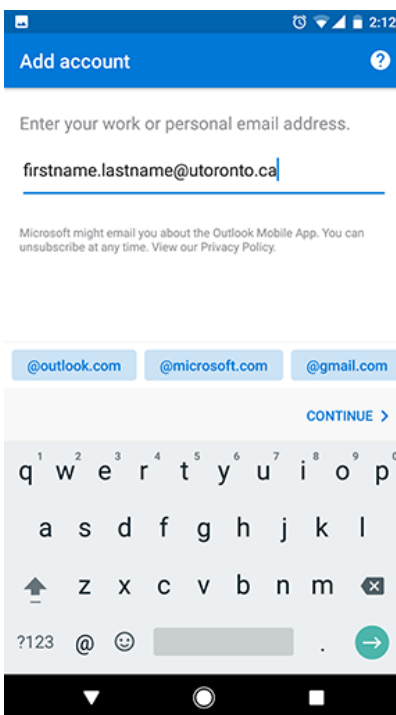 2:12
Add account
Enter your work or personal email address.
firstname.lastname@utoronto.ca
Microsoft might email you about the Outlook Mobile App. You can
unsubscribe at any time. View our Privacy Policy.
@outlook.com @microsoft.com @gmail.com
CONTINUE
1 2 3 4 5 6 7 8 9 0
q w e r t y u i o p
a s d f g h j k l
z x c v b n m
?123 @ .